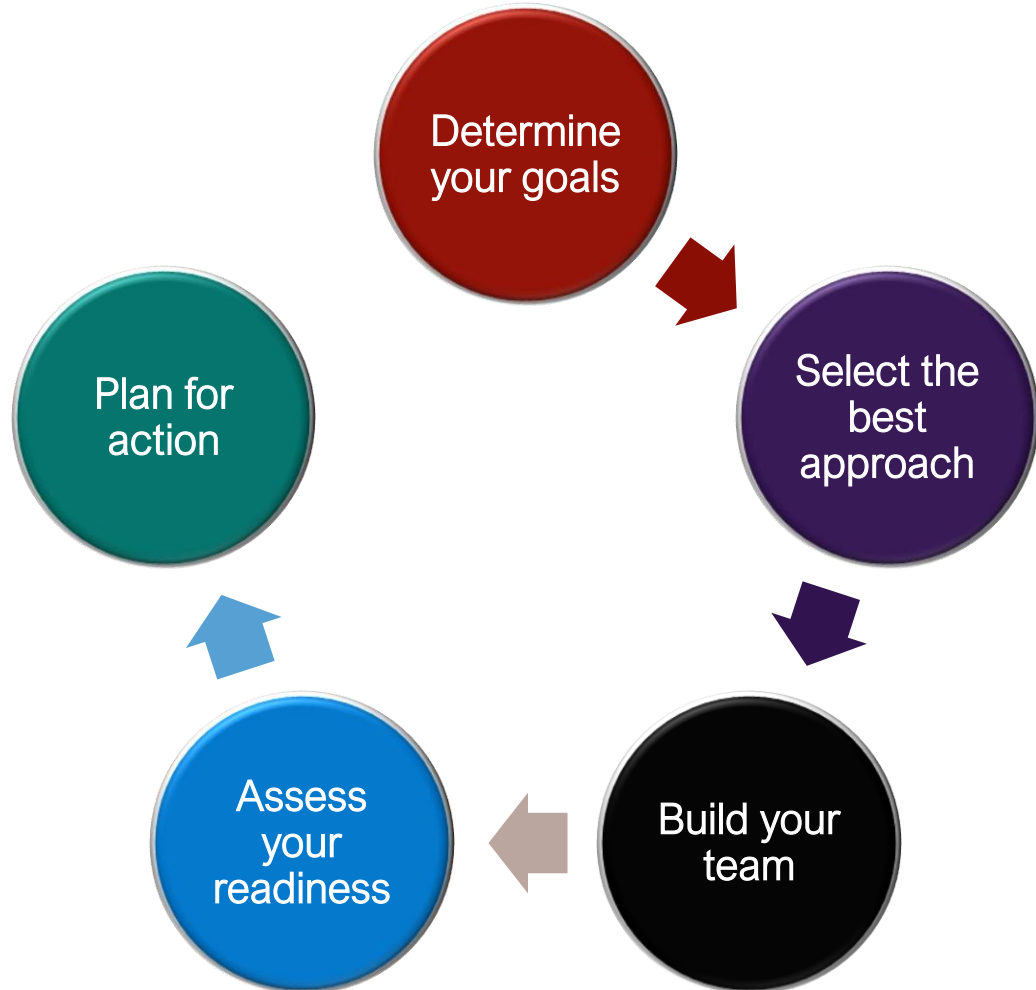 Determine
your goals
Select the
best
approach
Build your
team
Assess
your
readiness
Plan for
action